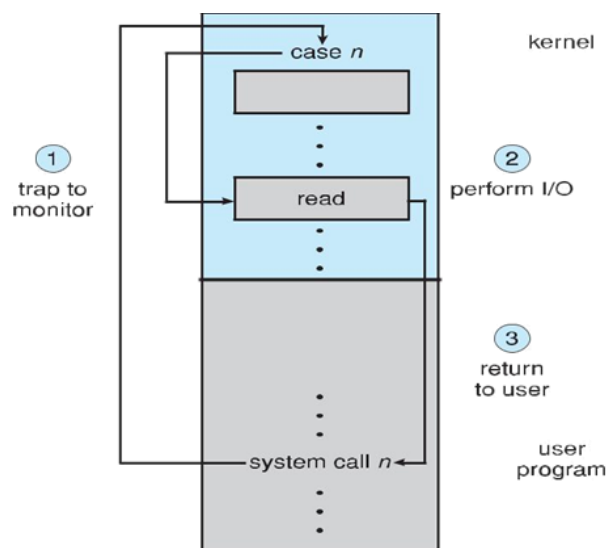 case n
kernel
1
trap to
monitor
read
2
perform I/O
3
return
to user
system call n
user
program